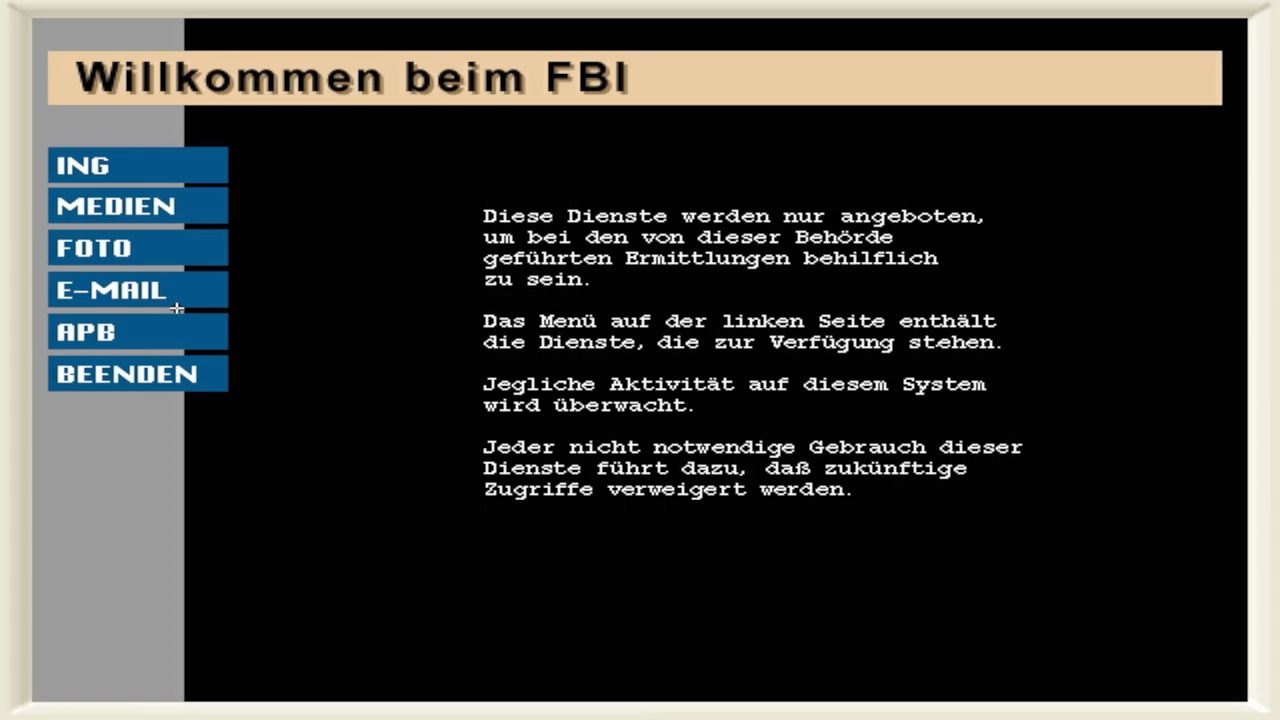 Willkommen beim FBI
ING
MEDIEN
FOTO
E-MAIL
APB
BEENDEN
Diese Dienste werden nur angeboten,
um bei den von dieser Behörde
geführten Ermittlungen behilflich
zu sein.
Das Menü auf der linken Seite enthält
die Dienste, die zur Verfügung stehen.
Jegliche Aktivität auf diesem System
wird überwacht.
Jeder nicht notwendige Gebrauch dieser
Dienste führt dazu, daß zukünftige
Zugriffe verweigert werden.